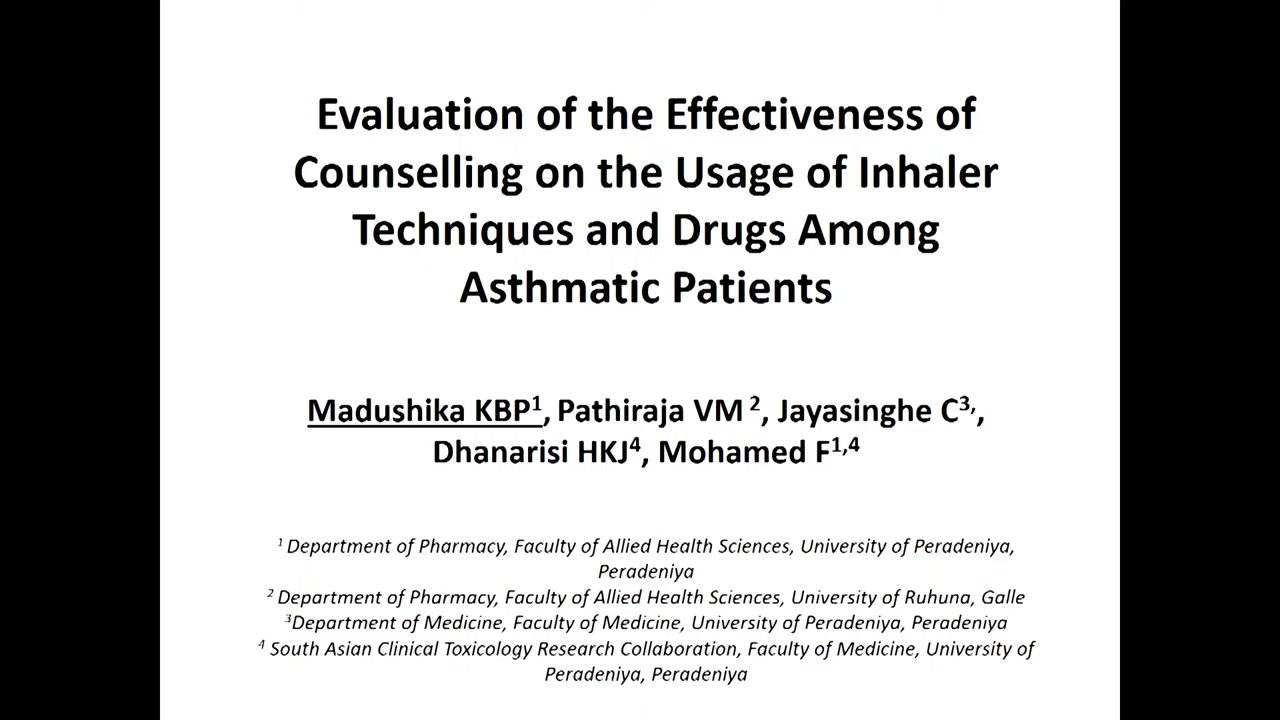 Evaluation of the Effectiveness of
Counselling on the Usage of Inhaler
Techniques and Drugs Among
Asthmatic Patients
Madushika KBP¹, Pathiraja VM ², Jayasinghe C³,,
Dhanarisi HKJ⁴, Mohamed F¹,⁴
¹ Department of Pharmacy, Faculty of Allied Health Sciences, University of Peradeniya,
Peradeniya
² Department of Pharmacy, Faculty of Allied Health Sciences, University of Ruhuna, Galle
³Department of Medicine, Faculty of Medicine, University of Peradeniya, Peradeniya
⁴ South Asian Clinical Toxicology Research Collaboration, Faculty of Medicine, University of
Peradeniya, Peradeniya